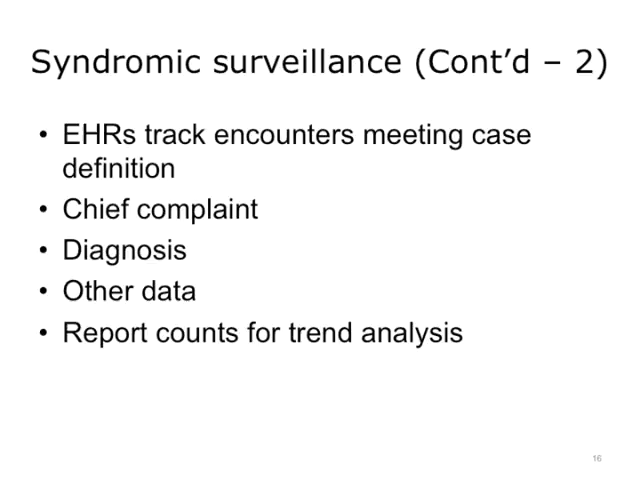 Syndromic surveillance (Cont’d – 2)
• EHRs track encounters meeting case
definition
• Chief complaint
• Diagnosis
• Other data
• Report counts for trend analysis
16